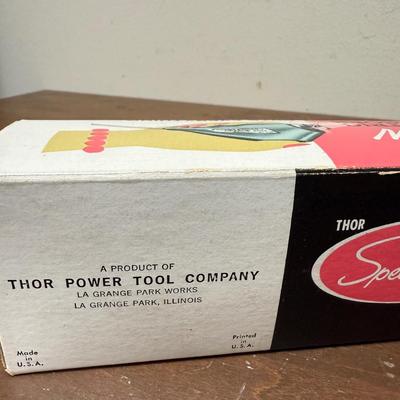 A PRODUCT OF
THOR POWER TOOL COMPANY
LA GRANGE PARK WORKS
LA GRANGE PARK, ILLINOIS
Made in
U.S.A.
Printed in
U.S.A.
THOR